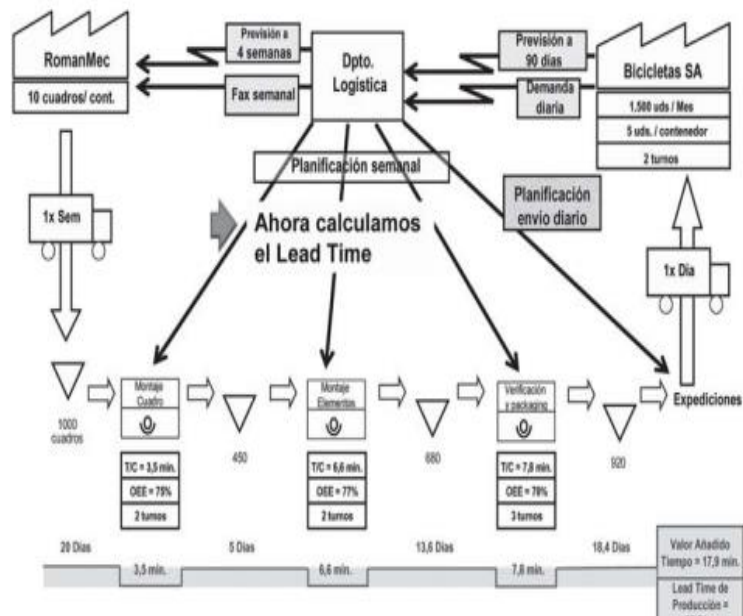 RomanMec
10 cuadros/ cont.
Previsión a
4 semanas
Fax semanal
Dpto.
Logística
Previsión a
90 días
Demanda
diaria
Bicicletas SA
1.500 uds / Mes
5 uds. / contenedor
2 turnos
Planificación semanal
Planificación
envío diario
1x Sem
Ahora calculamos
el Lead Time
1x Dia
1000
cuadros
Montaje
Cuadro
T/C = 3,5 min.
OEE = 75%
2 turnos
450
Montaje
Elementos
T/C = 6,6 min.
OEE = 77%
2 turnos
680
Verificación
y packaging
T/C = 7,8 min.
OEE = 70%
3 turnos
920
Expediciones
20 Días
3,5 min.
5 Días
6,6 min.
13,6 Días
7,8 min.
18,4 Días
Valor Añadido
Tiempo = 17,9 min.
Lead Time de
Producción =